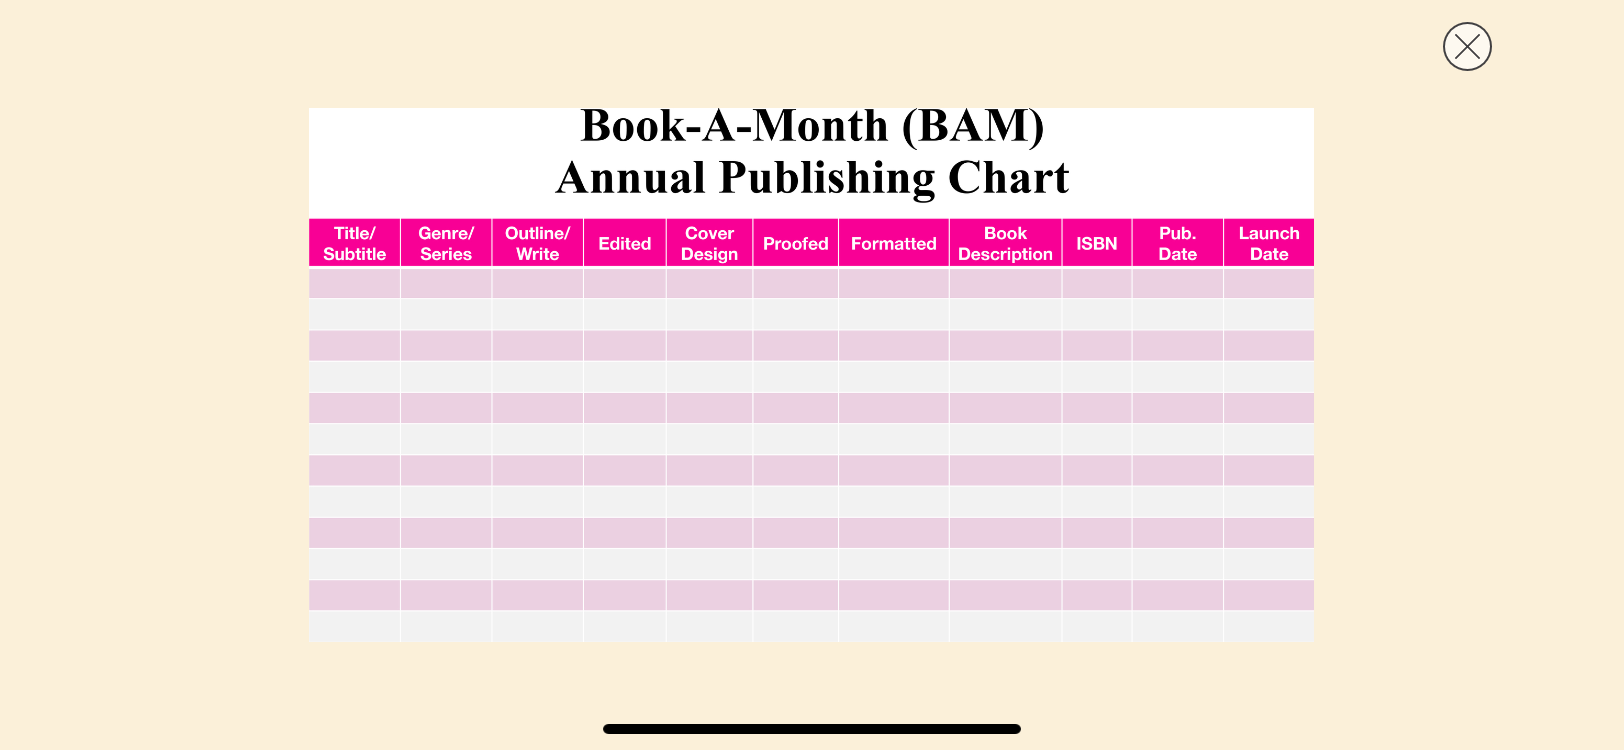 Book-A-Month (BAM)
Annual Publishing Chart
Title/
Subtitle
Genre/
Series
Outline/
Write
Edited
Cover
Design
Proofed
Formatted
Book
Description
ISBN
Pub.
Date
Launch
Date